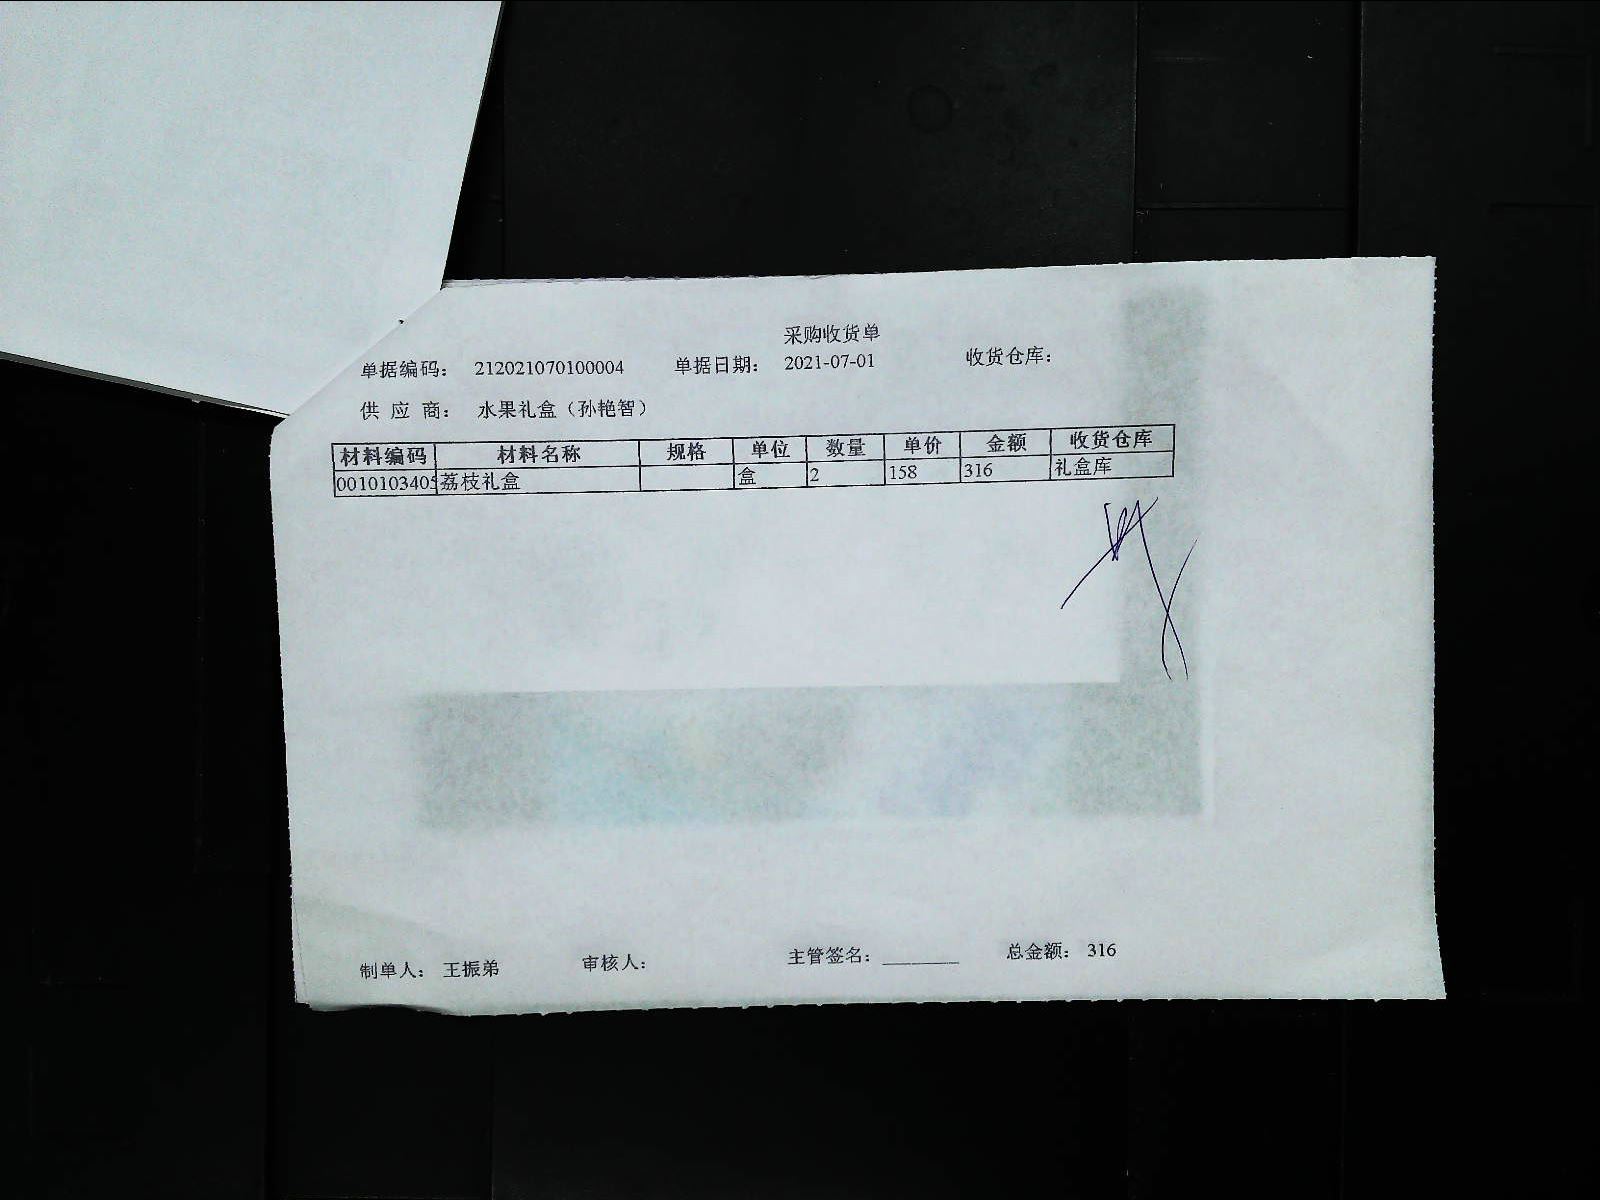 采购收货单
单据编码: 212021070100004 单据日期: 2021-07-01 收货仓库:
供 应 商: 水果礼盒（孙艳智）
材料编码 材料名称 规格 单位 数量 单价 金额 收货仓库
0010103405 荔枝礼盒 盒 2 158 316 礼盒库
制单人: 王振弟 审核人: 主管签名: ________ 总金额: 316